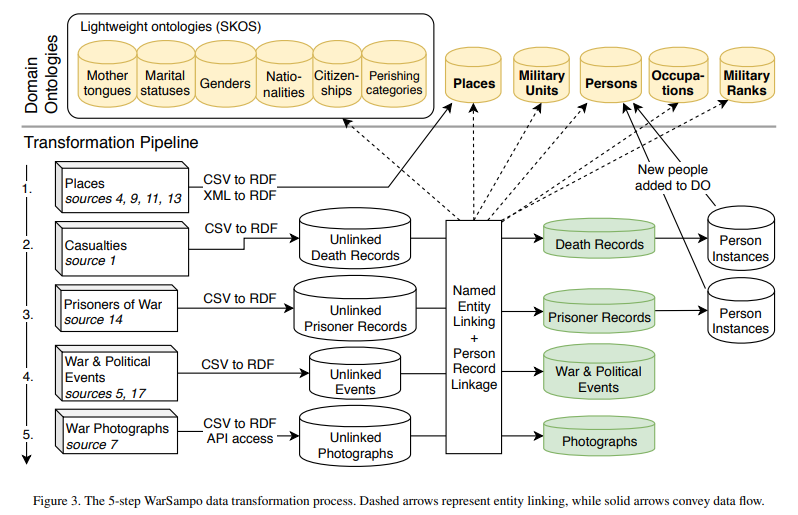 Domain
Ontologies
Lightweight ontologies (SKOS)
Mother
tongues
Marital
statuses
Genders
Natio-
nalities
Citizen-
ships
Perishing
categories
Places
Military
Units
Persons
Occupa-
tions
Military
Ranks
Transformation Pipeline
New people
added to DO
1.
Places
sources 4, 9, 11, 13
CSV to RDF
XML to RDF
2.
Casualties
source 1
CSV to RDF
Unlinked
Death Records
Death Records
Person
Instances
3.
Prisoners of War
source 14
CSV to RDF
Unlinked
Prisoner Records
Named
Entity
Linking
+
Person
Record
Linkage
Prisoner Records
Person
Instances
4.
War & Political
Events
sources 5, 17
CSV to RDF
Unlinked
Events
War & Political
Events
5.
War Photographs
source 7
CSV to RDF
API access
Unlinked
Photographs
Photographs
Figure 3. The 5-step WarSampo data transformation process. Dashed arrows represent entity linking, while solid arrows convey data flow.